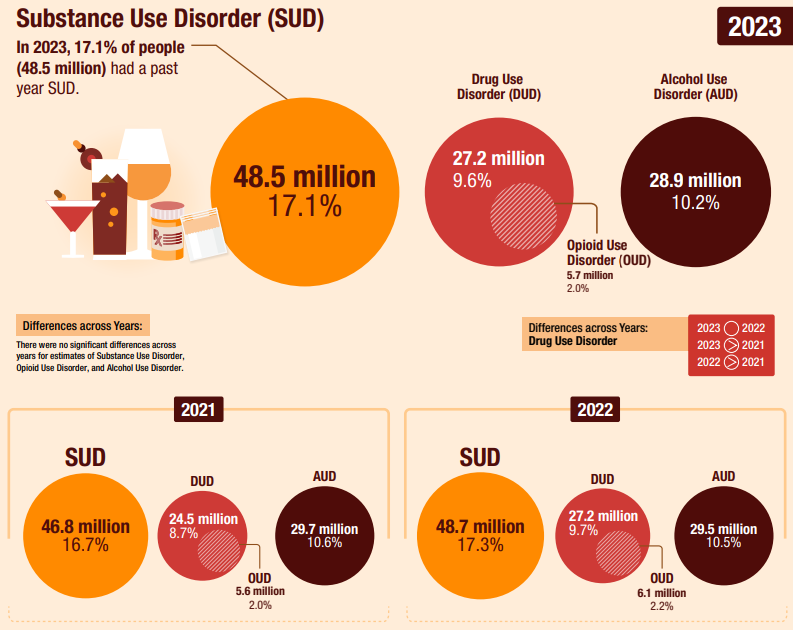 Substance Use Disorder (SUD)
2023
In 2023, 17.1% of people
(48.5 million) had a past
year SUD.
48.5 million
17.1%
Drug Use
Disorder (DUD)
27.2 million
9.6%
Opioid Use
Disorder (OUD)
5.7 million
2.0%
Alcohol Use
Disorder (AUD)
28.9 million
10.2%
Rx
Differences across Years:
There were no significant differences across
years for estimates of Substance Use Disorder,
Opioid Use Disorder, and Alcohol Use Disorder.
Differences across Years:
Drug Use Disorder
2023 2022
2023 > 2021
2022 > 2021
2021
SUD
46.8 million
16.7%
DUD
24.5 million
8.7%
OUD
5.6 million
2.0%
AUD
29.7 million
10.6%
2022
SUD
48.7 million
17.3%
DUD
27.2 million
9.7%
OUD
6.1 million
2.2%
AUD
29.5 million
10.5%